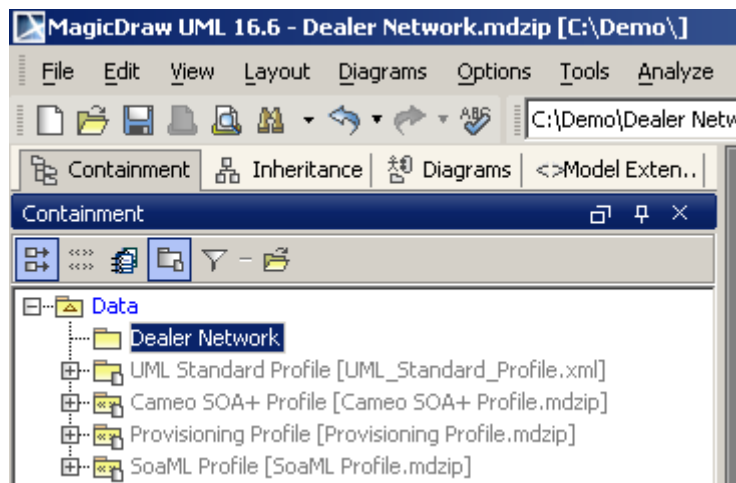 MagicDraw UML 16.6 - Dealer Network.mdzip [C:\Demo\]
File Edit View Layout Diagrams Options Tools Analyze
ABC C:\Demo\Dealer Netw
Containment Inheritance Diagrams <>Model Exten..
Containment
Data
Dealer Network
UML Standard Profile [UML_Standard_Profile.xml]
Cameo SOA+ Profile [Cameo SOA+ Profile.mdzip]
Provisioning Profile [Provisioning Profile.mdzip]
SoaML Profile [SoaML Profile.mdzip]